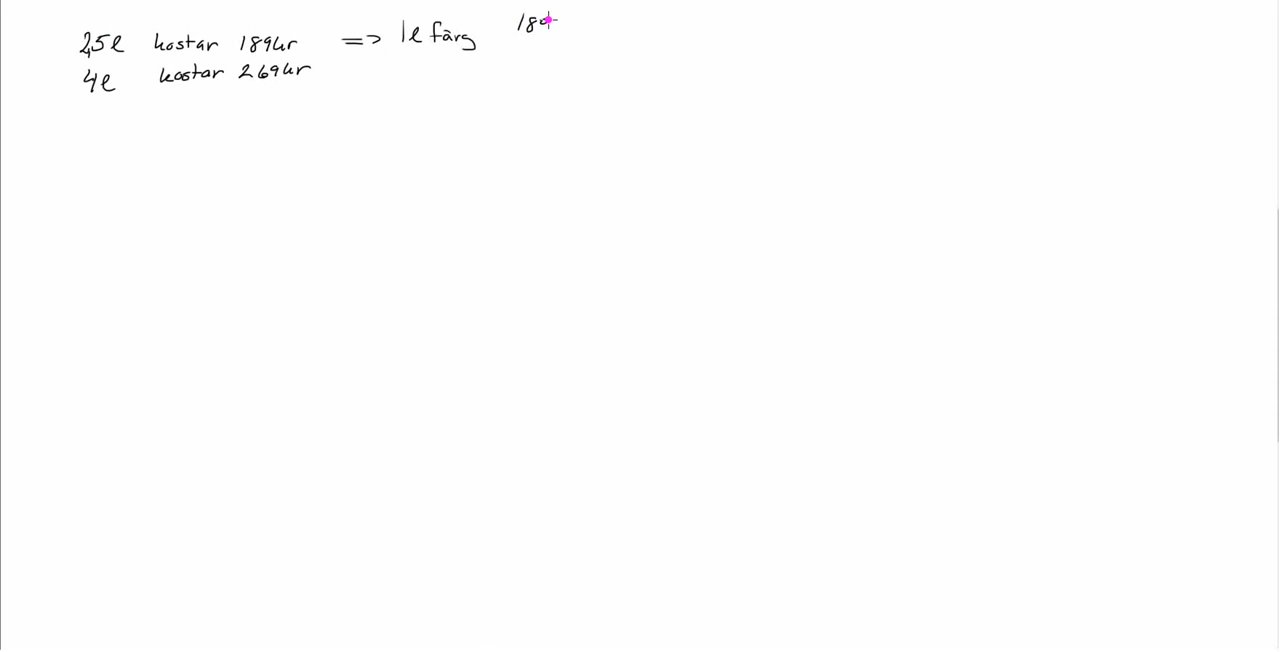 2,5l kostar 189kr => 1l färg 18
4l kostar 269kr